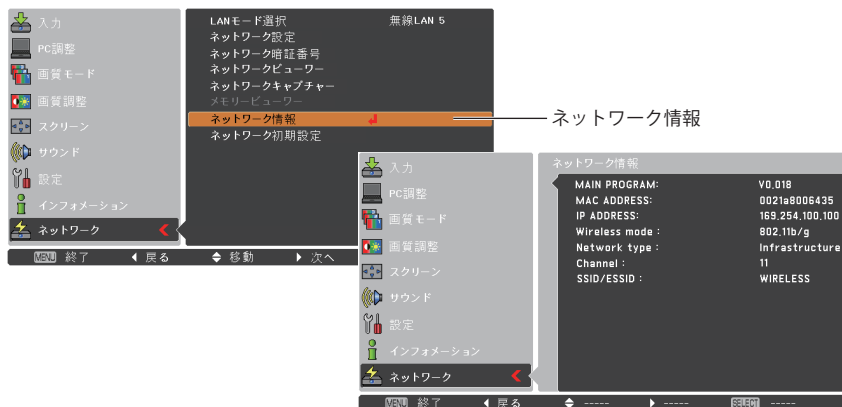 入力
PC調整
画質モード
画質調整
スクリーン
サウンド
設定
インフォメーション
ネットワーク
LANモード選択 無線LAN 5
ネットワーク設定
ネットワーク暗証番号
ネットワークビューワー
ネットワークキャプチャー
メモリービューワー
ネットワーク情報
ネットワーク初期設定
MENU 終了 戻る 移動 次へ
ネットワーク情報
入力
PC調整
画質モード
画質調整
スクリーン
サウンド
設定
インフォメーション
ネットワーク
ネットワーク情報
MAIN PROGRAM: V0.018
MAC ADDRESS: 0021a8006435
IP ADDRESS: 169.254.100.100
Wireless mode : 802.11b/g
Network type : Infrastructure
Channel : 11
SSID/ESSID : WIRELESS
MENU 終了 戻る ----- ----- SELECT -----